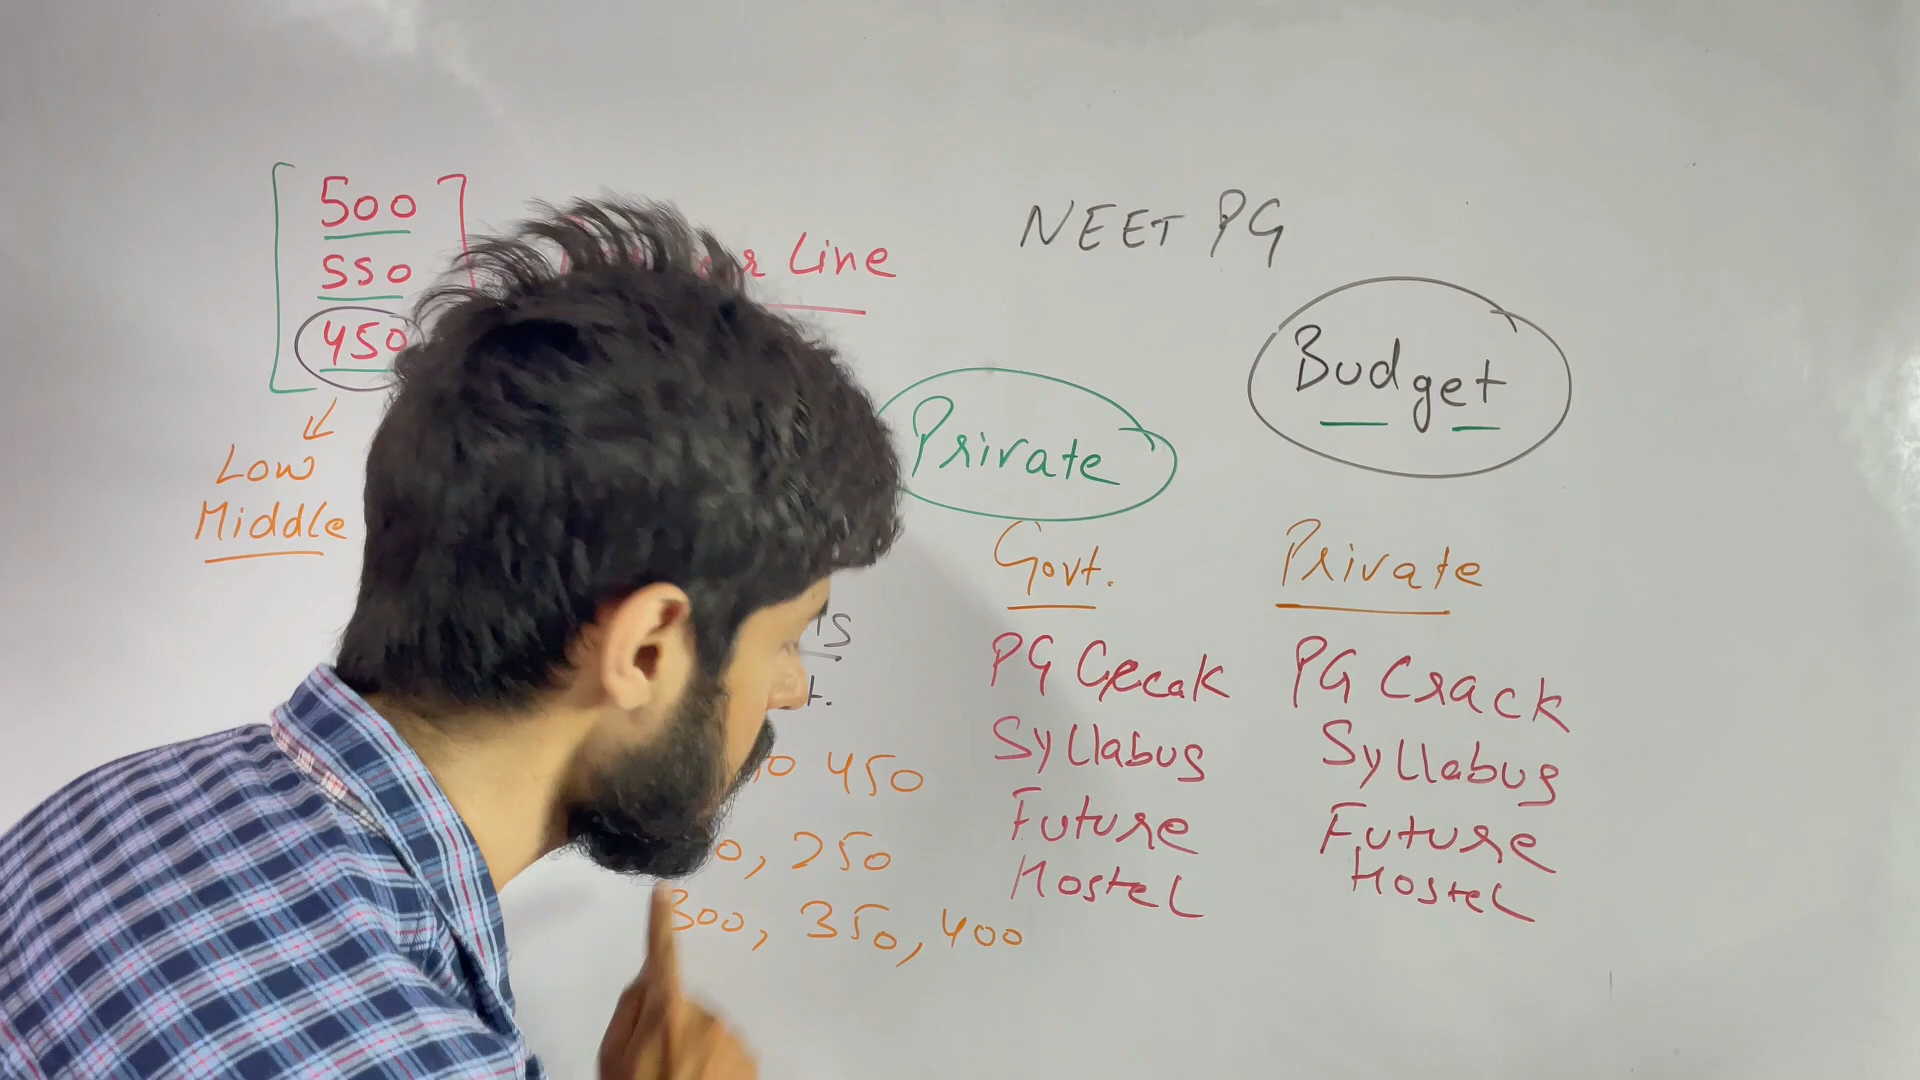 500
550
450
Low
Middle
Line
NEET PG
Private
Budget
450
250
300, 350, 400
Govt.
PG Crcak
Syllabus
Future
Hostel
Private
PG Crack
Syllabus
Future
Hostel